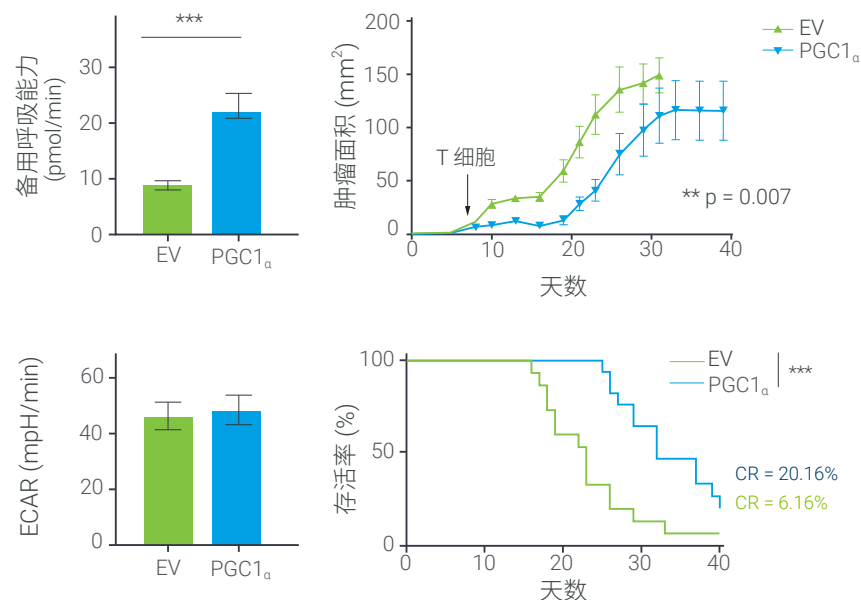 ***
备用呼吸能力
(pmol/min)
30
20
10
0
EV
PGC1α
200
150
100
50
0
肿瘤面积 (mm²)
T 细胞
EV
PGC1α
** p = 0.007
0
10
20
30
40
天数
ECAR (mpH/min)
60
40
20
0
EV
PGC1α
100
50
0
存活率 (%)
EV
PGC1α
***
CR = 20.16%
CR = 6.16%
0
10
20
30
40
天数